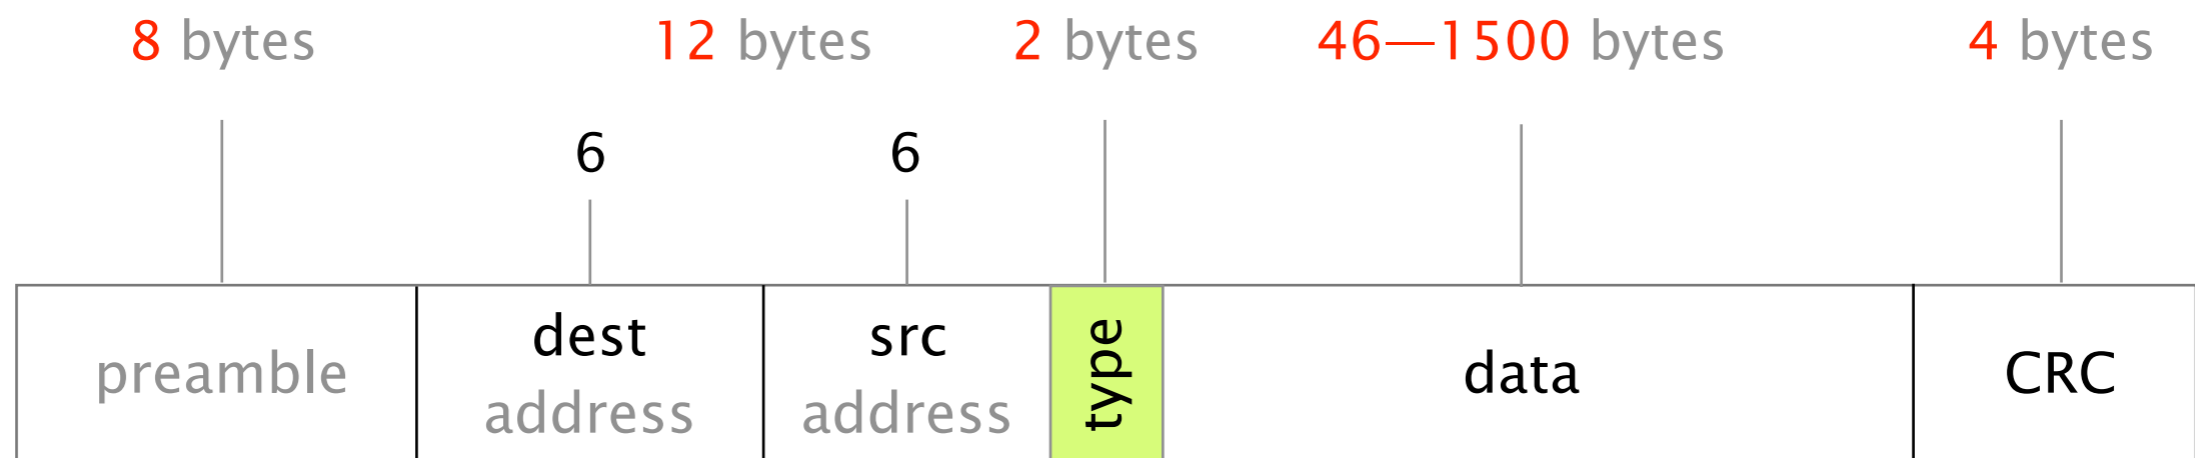 8 bytes 12 bytes 2 bytes 46—1500 bytes 4 bytes
6 6
preamble
dest
address
src
address
type
data
CRC